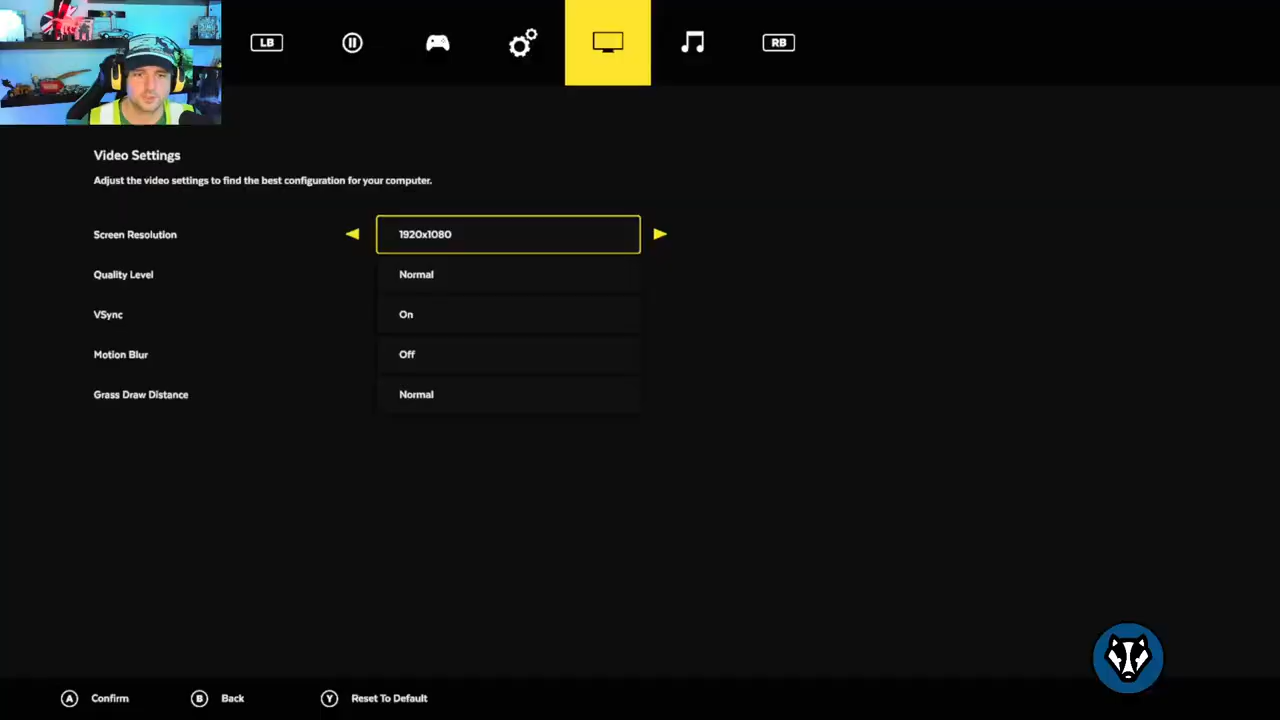 LB
RB
Video Settings
Adjust the video settings to find the best configuration for your computer.
Screen Resolution
1920x1080
Quality Level
Normal
VSync
On
Motion Blur
Off
Grass Draw Distance
Normal
A Confirm
B Back
Y Reset To Default